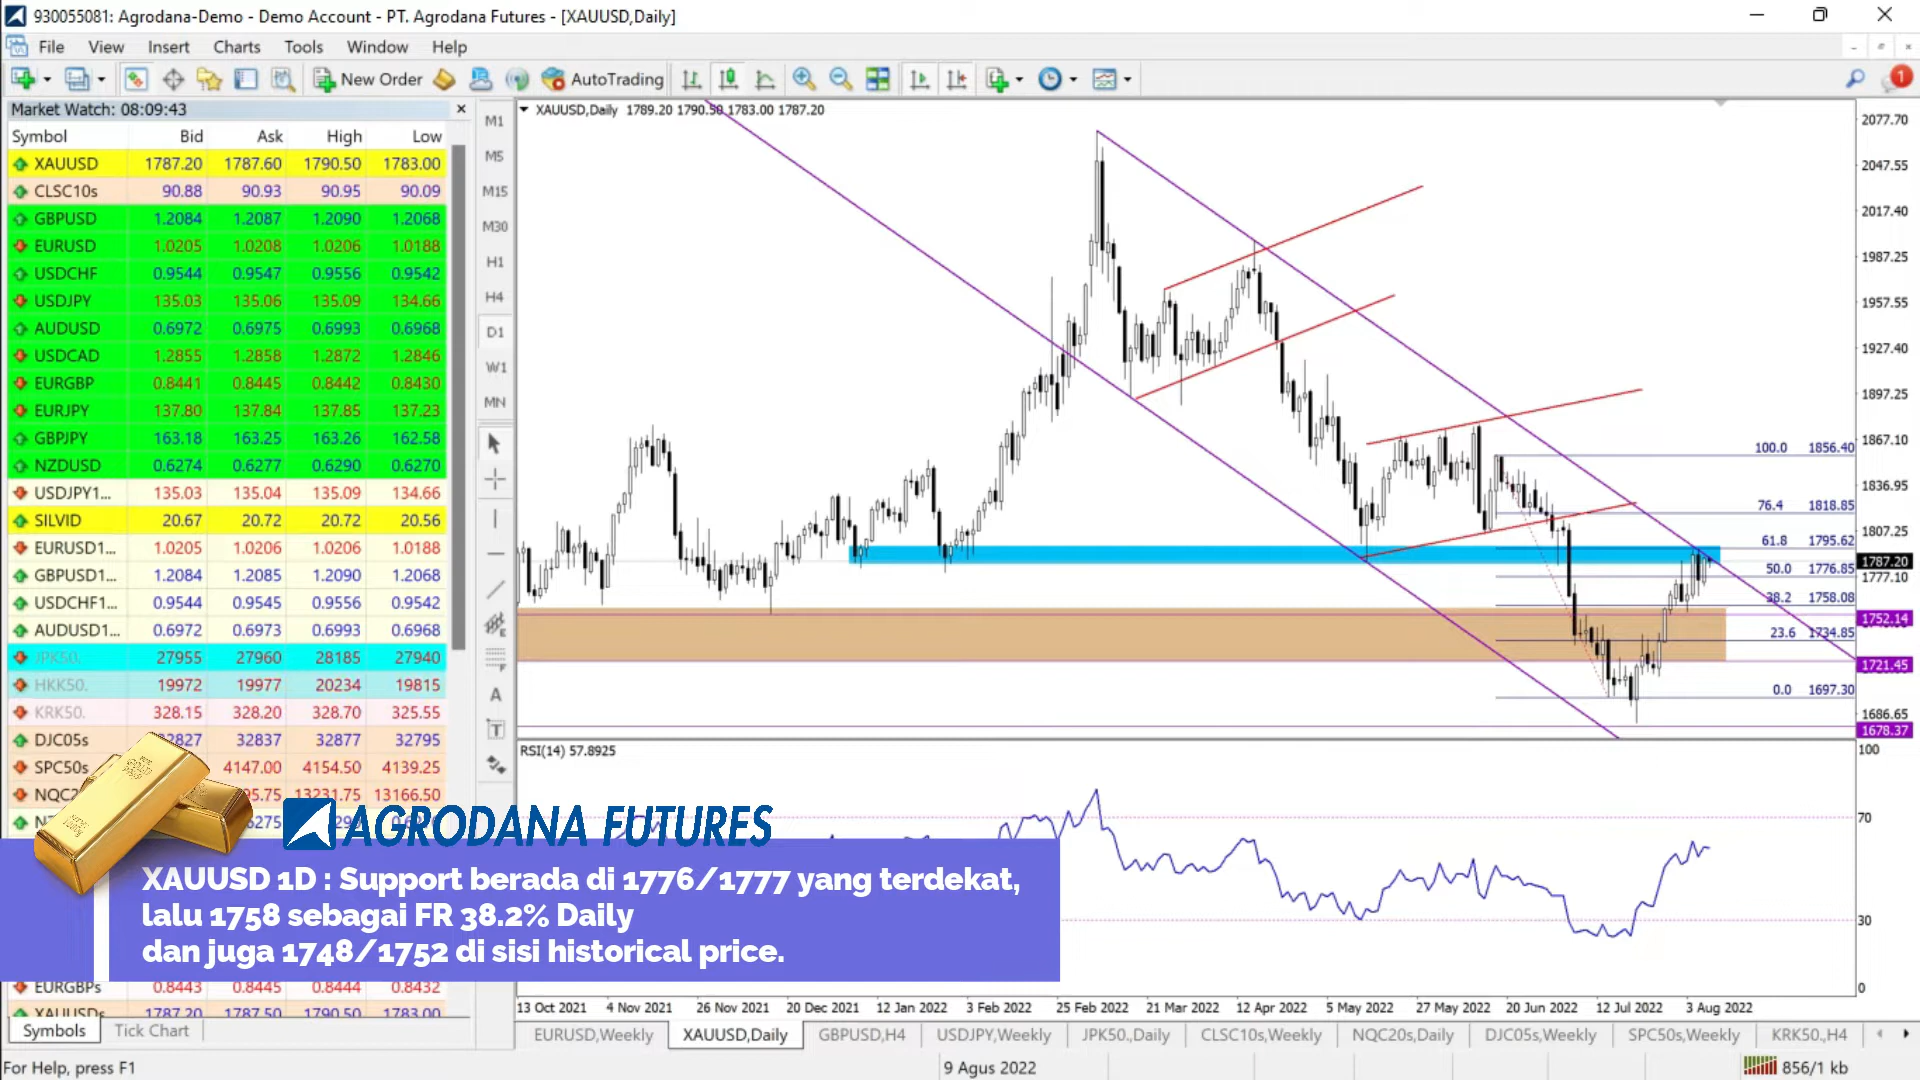 930055081: Agrodana-Demo - Demo Account - PT. Agrodana Futures - [XAUUSD,Daily]
File View Insert Charts Tools Window Help
New Order AutoTrading 1
Market Watch: 08:09:43
Symbol Bid Ask High Low
XAUUSD 1787.20 1787.60 1790.50 1783.00
CLSC10s 90.88 90.93 90.95 90.09
GBPUSD 1.2084 1.2087 1.2090 1.2068
EURUSD 1.0205 1.0208 1.0206 1.0188
USDCHF 0.9544 0.9547 0.9556 0.9542
USDJPY 135.03 135.06 135.09 134.66
AUDUSD 0.6972 0.6975 0.6993 0.6968
USDCAD 1.2855 1.2858 1.2872 1.2846
EURGBP 0.8441 0.8445 0.8442 0.8430
EURJPY 137.80 137.84 137.85 137.23
GBPJPY 163.18 163.25 163.26 162.58
NZDUSD 0.6274 0.6277 0.6290 0.6270
USDJPY1... 135.03 135.04 135.09 134.66
SILVID 20.67 20.72 20.72 20.56
EURUSD1... 1.0205 1.0206 1.0206 1.0188
GBPUSD1... 1.2084 1.2085 1.2090 1.2068
USDCHF1... 0.9544 0.9545 0.9556 0.9542
AUDUSD1... 0.6972 0.6973 0.6993 0.6968
JPK50. 27955 27960 28185 27940
HKK50. 19972 19977 20234 19815
KRK50. 328.15 328.20 328.70 325.55
DJC05s 32827 32837 32877 32795
SPC50s 4147.00 4154.50 4139.25
NQC2 95.75 13231.75 13166.50
EURGBPs 0.8443 0.8445 0.8444 0.8432
XAUUSDs 1787.20 1787.50 1790.50 1783.00
Symbols Tick Chart
M1
M5
M15
M30
H1
H4
D1
W1
MN
A
T
XAUUSD,Daily 1789.20 1790.50 1783.00 1787.20
2077.70
2047.55
2017.40
1987.25
1957.55
1927.40
1897.25
1867.10
1836.95
1807.25
1787.20
1777.10
1752.14
1721.45
1686.65
1678.37
100.0 1856.40
76.4 1818.85
61.8 1795.62
50.0 1776.85
38.2 1758.08
23.6 1734.85
0.0 1697.30
RSI(14) 57.8925
100
70
30
0
AGRODANA FUTURES
XAUUSD 1D : Support berada di 1776/1777 yang terdekat,
lalu 1758 sebagai FR 38.2% Daily
dan juga 1748/1752 di sisi historical price.
13 Oct 2021 4 Nov 2021 26 Nov 2021 20 Dec 2021 12 Jan 2022 3 Feb 2022 25 Feb 2022 21 Mar 2022 12 Apr 2022 5 May 2022 27 May 2022 20 Jun 2022 12 Jul 2022 3 Aug 2022
EURUSD,Weekly XAUUSD,Daily GBPUSD,H4 USDJPY,Weekly JPK50.,Daily CLSC10s,Weekly NQC20s,Daily DJC05s,Weekly SPC50s,Weekly KRK50.,H4
For Help, press F1 9 Agus 2022 856/1 kb